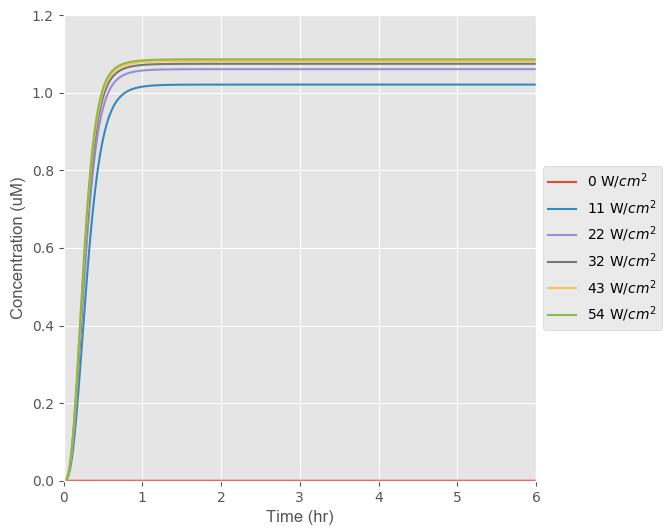 1.2
1.0
0.8
0.6
0.4
0.2
0.0
Concentration (uM)
0 1 2 3 4 5 6
Time (hr)
0 W/cm²
11 W/cm²
22 W/cm²
32 W/cm²
43 W/cm²
54 W/cm²